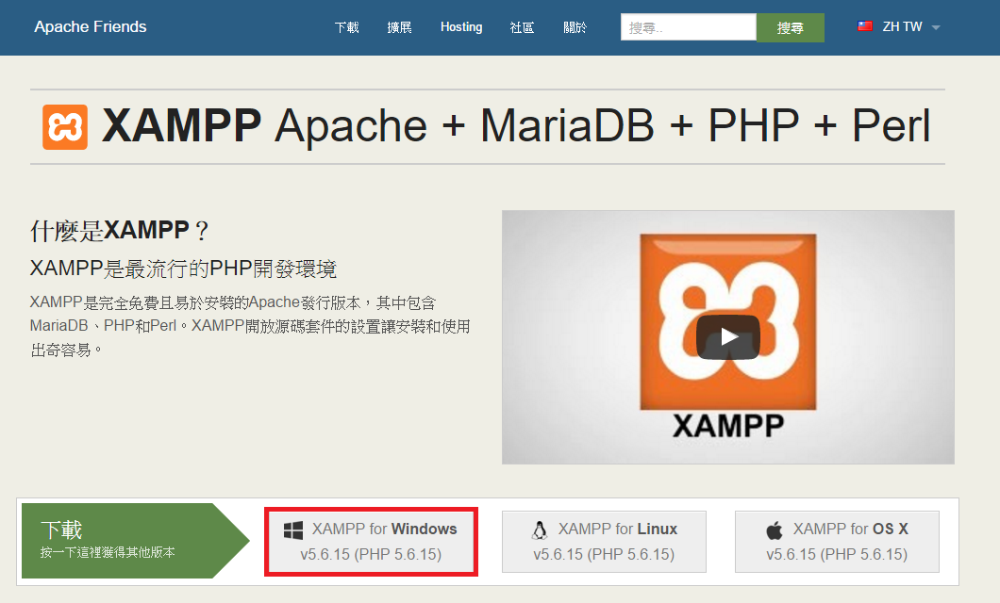 Apache Friends 下載 擴展 Hosting 社區 關於 搜尋.. 搜尋 ZH TW
XAMPP Apache + MariaDB + PHP + Perl
什麼是XAMPP？
XAMPP是最流行的PHP開發環境
XAMPP是完全免費且易於安裝的Apache發行版本，其中包含
MariaDB、PHP和Perl。XAMPP開放源碼套件的設置讓安裝和使用
出奇容易。
XAMPP
下載
按一下這裡獲得其他版本
XAMPP for Windows
v5.6.15 (PHP 5.6.15)
XAMPP for Linux
v5.6.15 (PHP 5.6.15)
XAMPP for OS X
v5.6.15 (PHP 5.6.15)